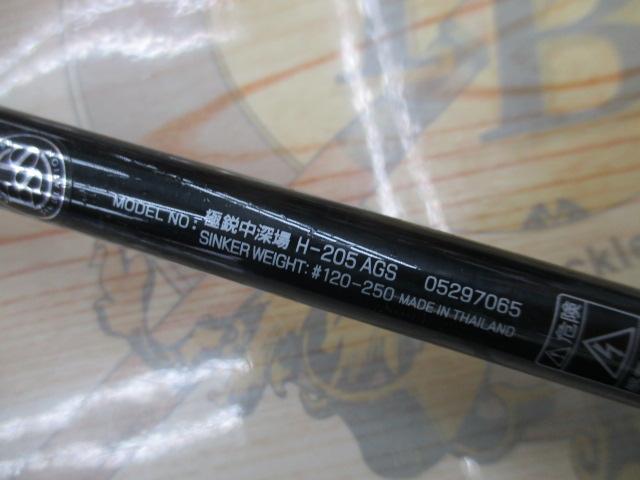 MODEL NO: 極鋭中深場 H-205 AGS 05297065
SINKER WEIGHT: #120-250 MADE IN THAILAND
危険
B
ckle